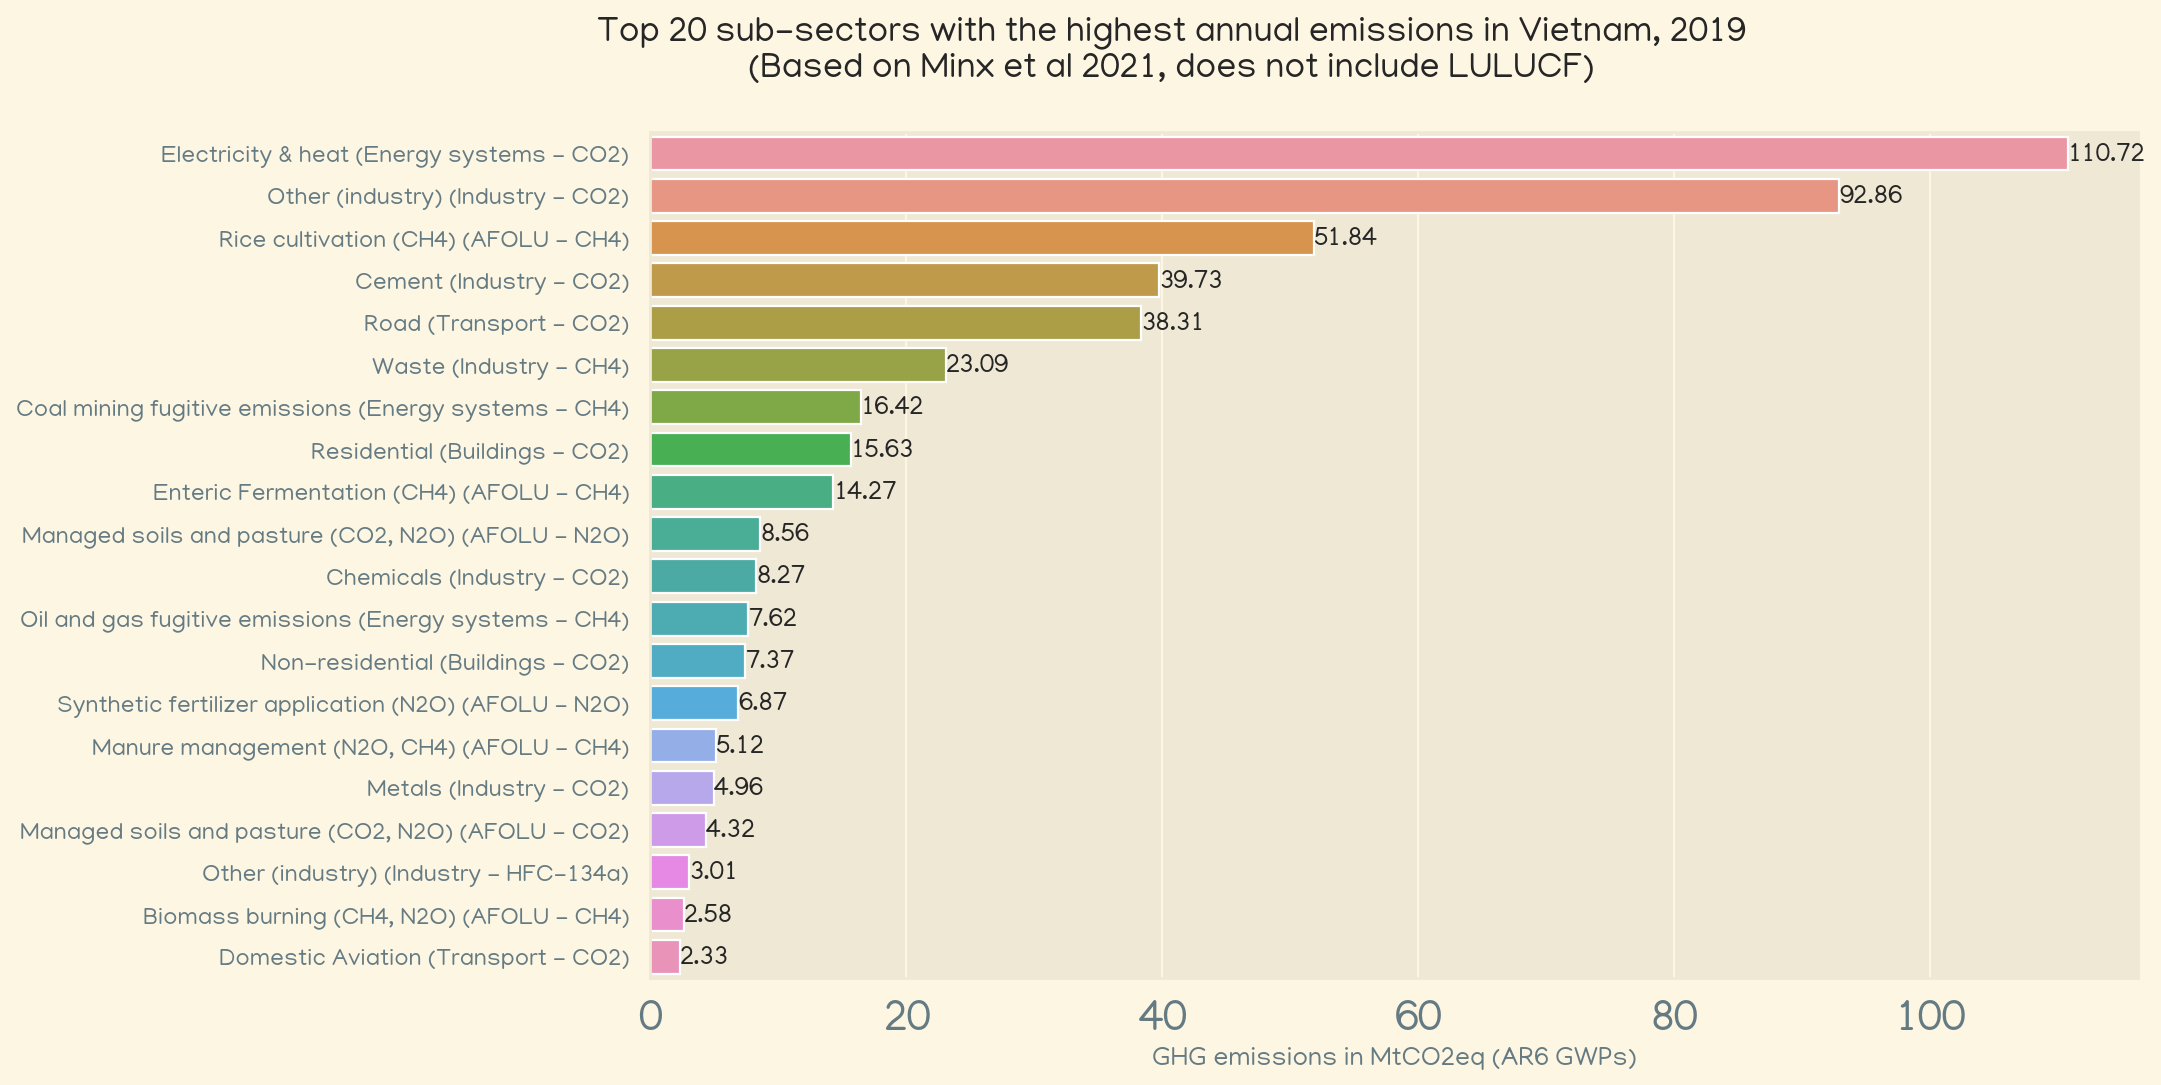 Top 20 sub-sectors with the highest annual emissions in Vietnam, 2019
(Based on Minx et al 2021, does not include LULUCF)
Electricity & heat (Energy systems - CO2) 110.72
Other (industry) (Industry - CO2) 92.86
Rice cultivation (CH4) (AFOLU - CH4) 51.84
Cement (Industry - CO2) 39.73
Road (Transport - CO2) 38.31
Waste (Industry - CH4) 23.09
Coal mining fugitive emissions (Energy systems - CH4) 16.42
Residential (Buildings - CO2) 15.63
Enteric Fermentation (CH4) (AFOLU - CH4) 14.27
Managed soils and pasture (CO2, N2O) (AFOLU - N2O) 8.56
Chemicals (Industry - CO2) 8.27
Oil and gas fugitive emissions (Energy systems - CH4) 7.62
Non-residential (Buildings - CO2) 7.37
Synthetic fertilizer application (N2O) (AFOLU - N2O) 6.87
Manure management (N2O, CH4) (AFOLU - CH4) 5.12
Metals (Industry - CO2) 4.96
Managed soils and pasture (CO2, N2O) (AFOLU - CO2) 4.32
Other (industry) (Industry - HFC-134a) 3.01
Biomass burning (CH4, N2O) (AFOLU - CH4) 2.58
Domestic Aviation (Transport - CO2) 2.33
0 20 40 60 80 100
GHG emissions in MtCO2eq (AR6 GWPs)